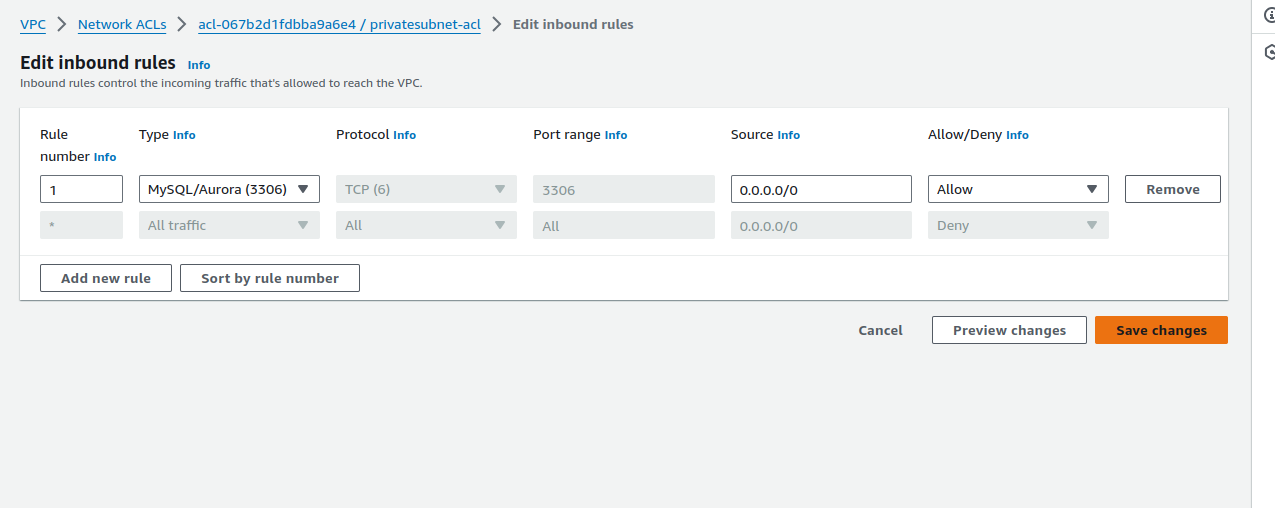 VPC > Network ACLs > acl-067b2d1fdbba9a6e4 / privatesubnet-acl > Edit inbound rules
Edit inbound rules Info
Inbound rules control the incoming traffic that's allowed to reach the VPC.
Rule number Info Type Info Protocol Info Port range Info Source Info Allow/Deny Info
1 MySQL/Aurora (3306) TCP (6) 3306 0.0.0.0/0 Allow Remove
* All traffic All All 0.0.0.0/0 Deny
Add new rule Sort by rule number
Cancel Preview changes Save changes